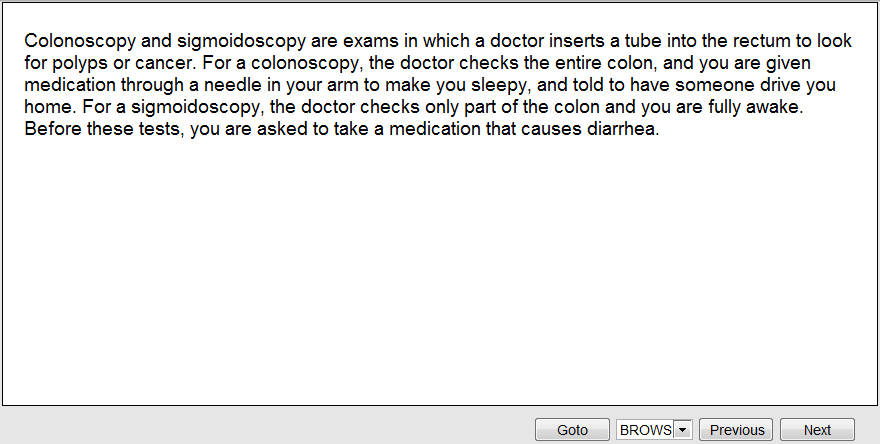 Colonoscopy and sigmoidoscopy are exams in which a doctor inserts a tube into the rectum to look
for polyps or cancer. For a colonoscopy, the doctor checks the entire colon, and you are given
medication through a needle in your arm to make you sleepy, and told to have someone drive you
home. For a sigmoidoscopy, the doctor checks only part of the colon and you are fully awake.
Before these tests, you are asked to take a medication that causes diarrhea.
Goto BROWS Previous Next